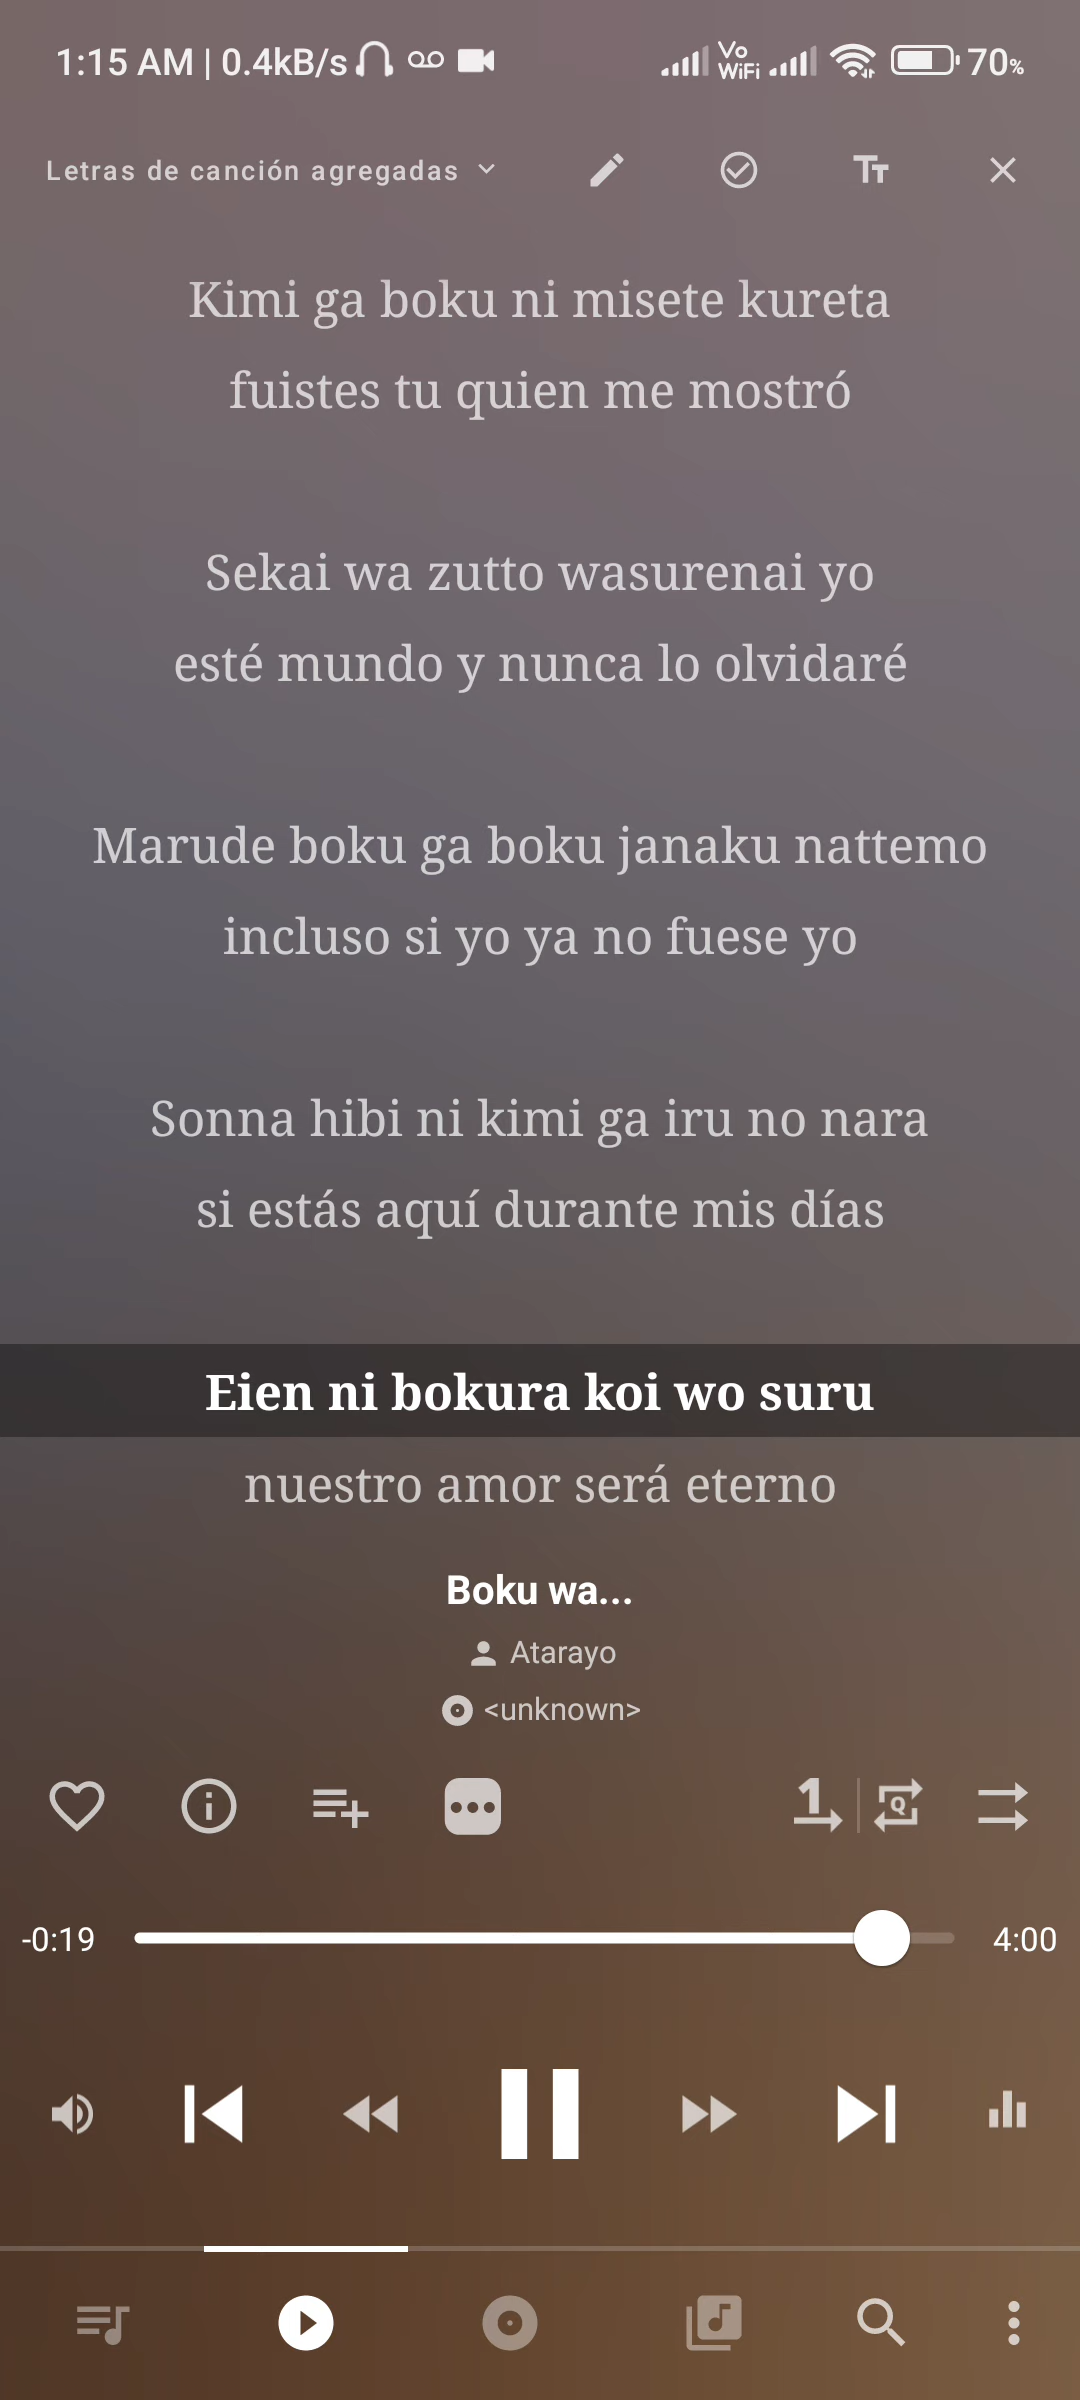 1:15 AM | 0.4kB/s Vo WiFi 70%
Letras de canción agregadas
Kimi ga boku ni misete kureta
fuistes tu quien me mostró
Sekai wa zutto wasurenai yo
esté mundo y nunca lo olvidaré
Marude boku ga boku janaku nattemo
incluso si yo ya no fuese yo
Sonna hibi ni kimi ga iru no nara
si estás aquí durante mis días
Eien ni bokura koi wo suru
nuestro amor será eterno
Boku wa...
Atarayo
<unknown>
1 Q
-0:19 4:00